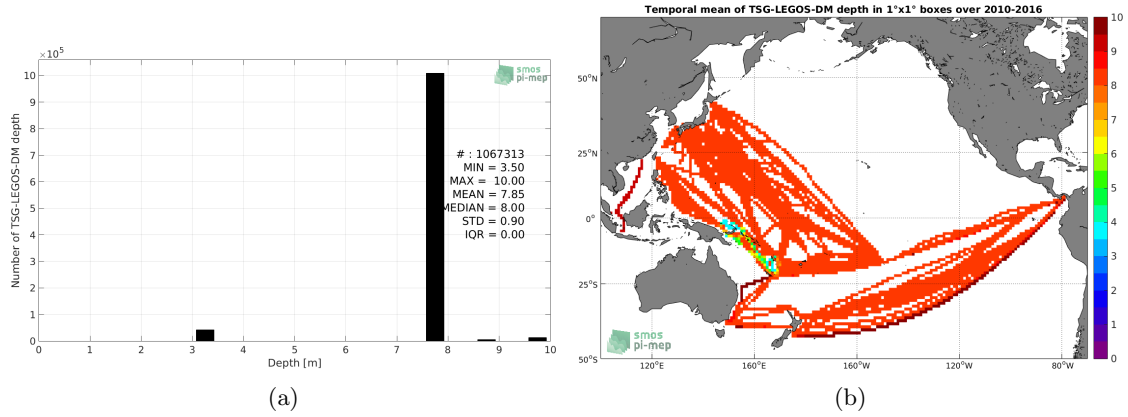 ×10⁵
10
9
8
7
6
5
4
3
2
1
0
Number of TSG-LEGOS-DM depth
smos
pi-mep
# : 1067313
MIN = 3.50
MAX = 10.00
MEAN = 7.85
MEDIAN = 8.00
STD = 0.90
IQR = 0.00
0 1 2 3 4 5 6 7 8 9 10
Depth [m]
(a)
Temporal mean of TSG-LEGOS-DM depth in 1°x1° boxes over 2010-2016
50°N
25°N
0°
25°S
50°S
smos
pi-mep
120°E 160°E 160°W 120°W 80°W
10
9
8
7
6
5
4
3
2
1
0
(b)